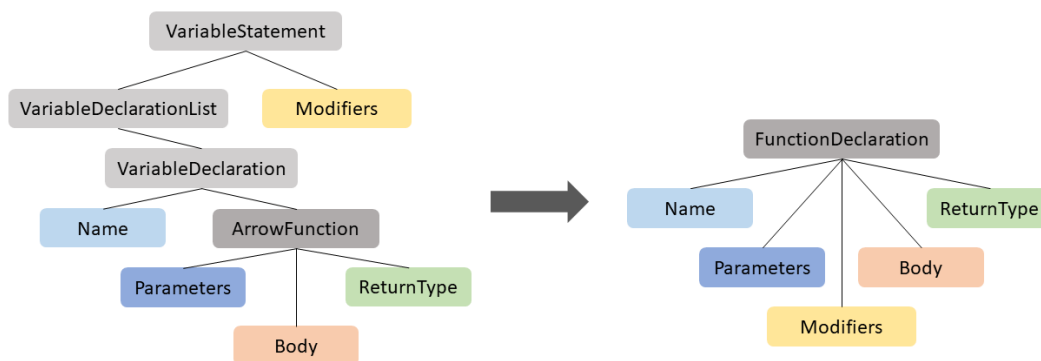 VariableStatement
VariableDeclarationList
Modifiers
VariableDeclaration
Name
ArrowFunction
Parameters
ReturnType
Body
FunctionDeclaration
Name
ReturnType
Parameters
Body
Modifiers